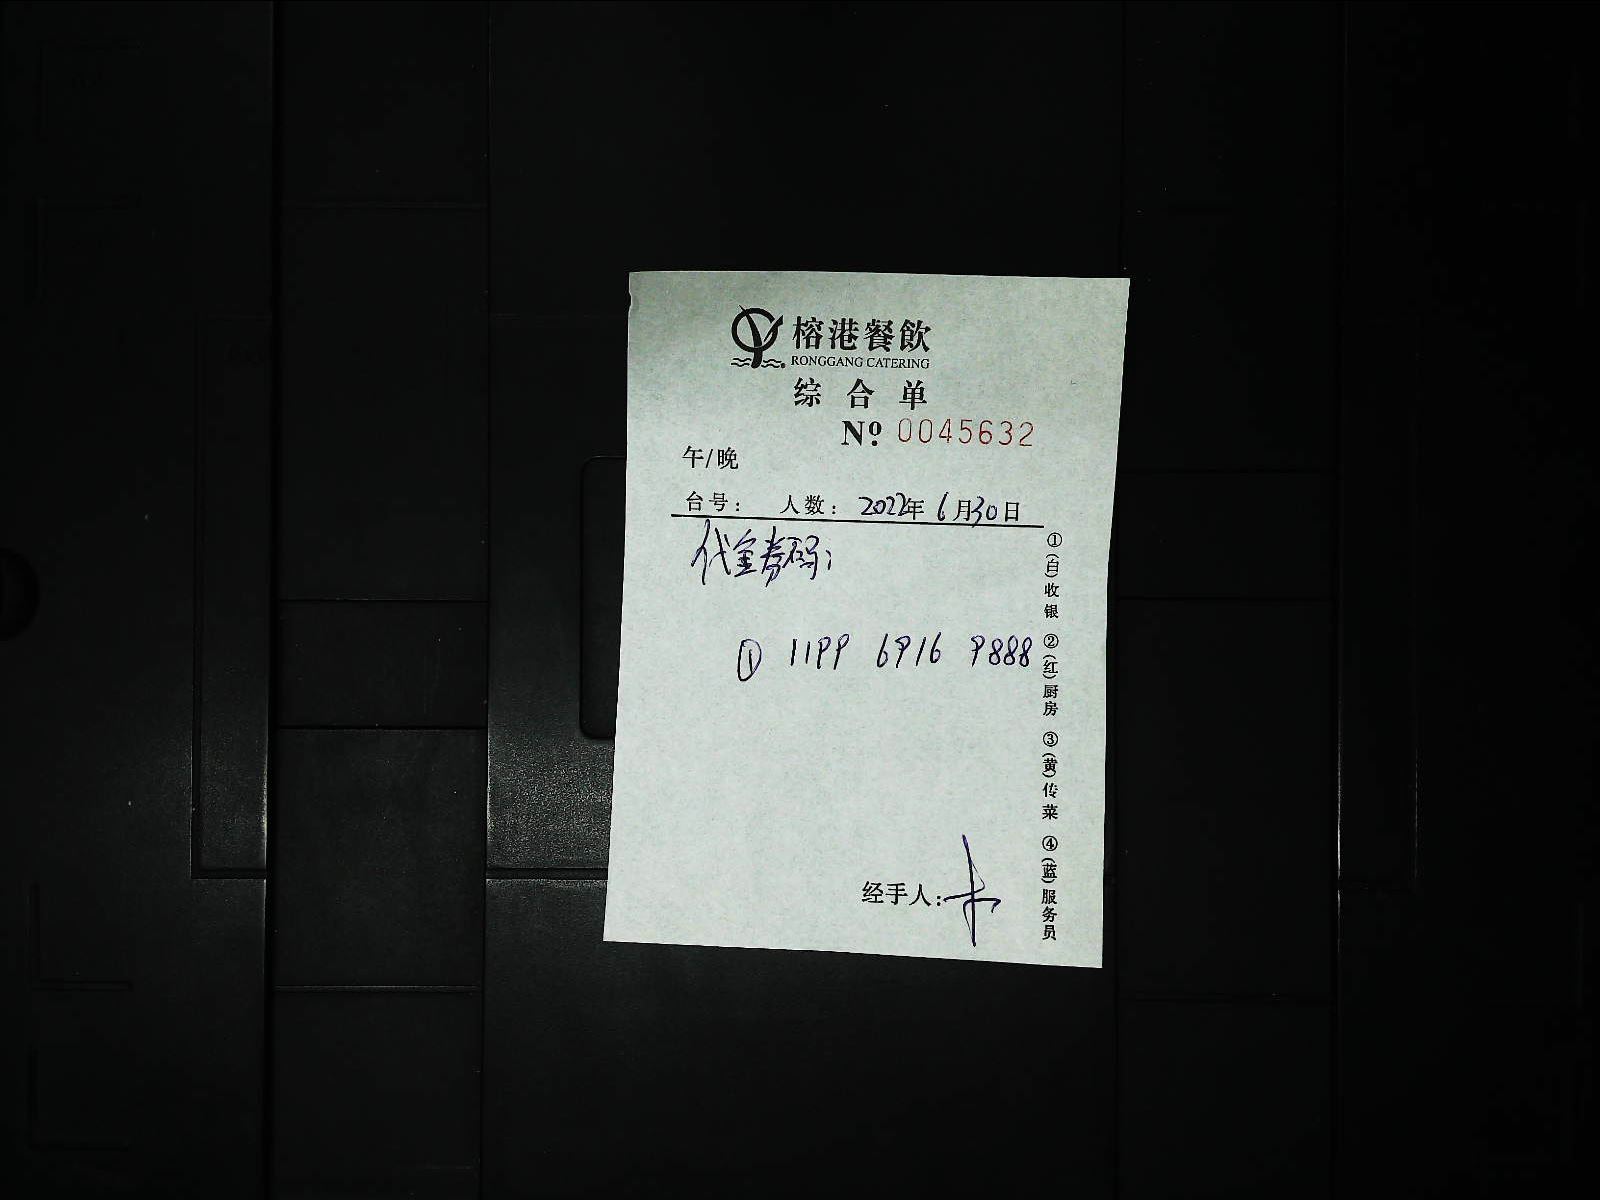 榕港餐飲
RONGGANG CATERING
综合单
Nº 0045632
午/晚
台号： 人数： 2022年6月30日
代金券码：
① 1199 6916 9888
经手人：
①(白)收银 ②(红)厨房 ③(黄)传菜 ④(蓝)服务员